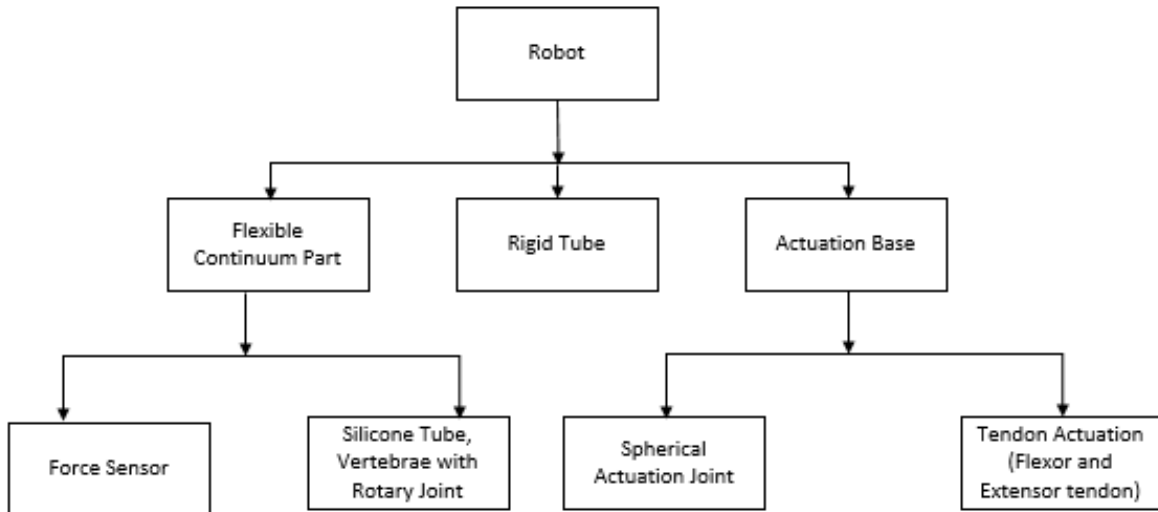 Robot
Flexible
Continuum Part
Rigid Tube
Actuation Base
Force Sensor
Silicone Tube,
Vertebrae with
Rotary Joint
Spherical
Actuation Joint
Tendon Actuation
(Flexor and
Extensor tendon)